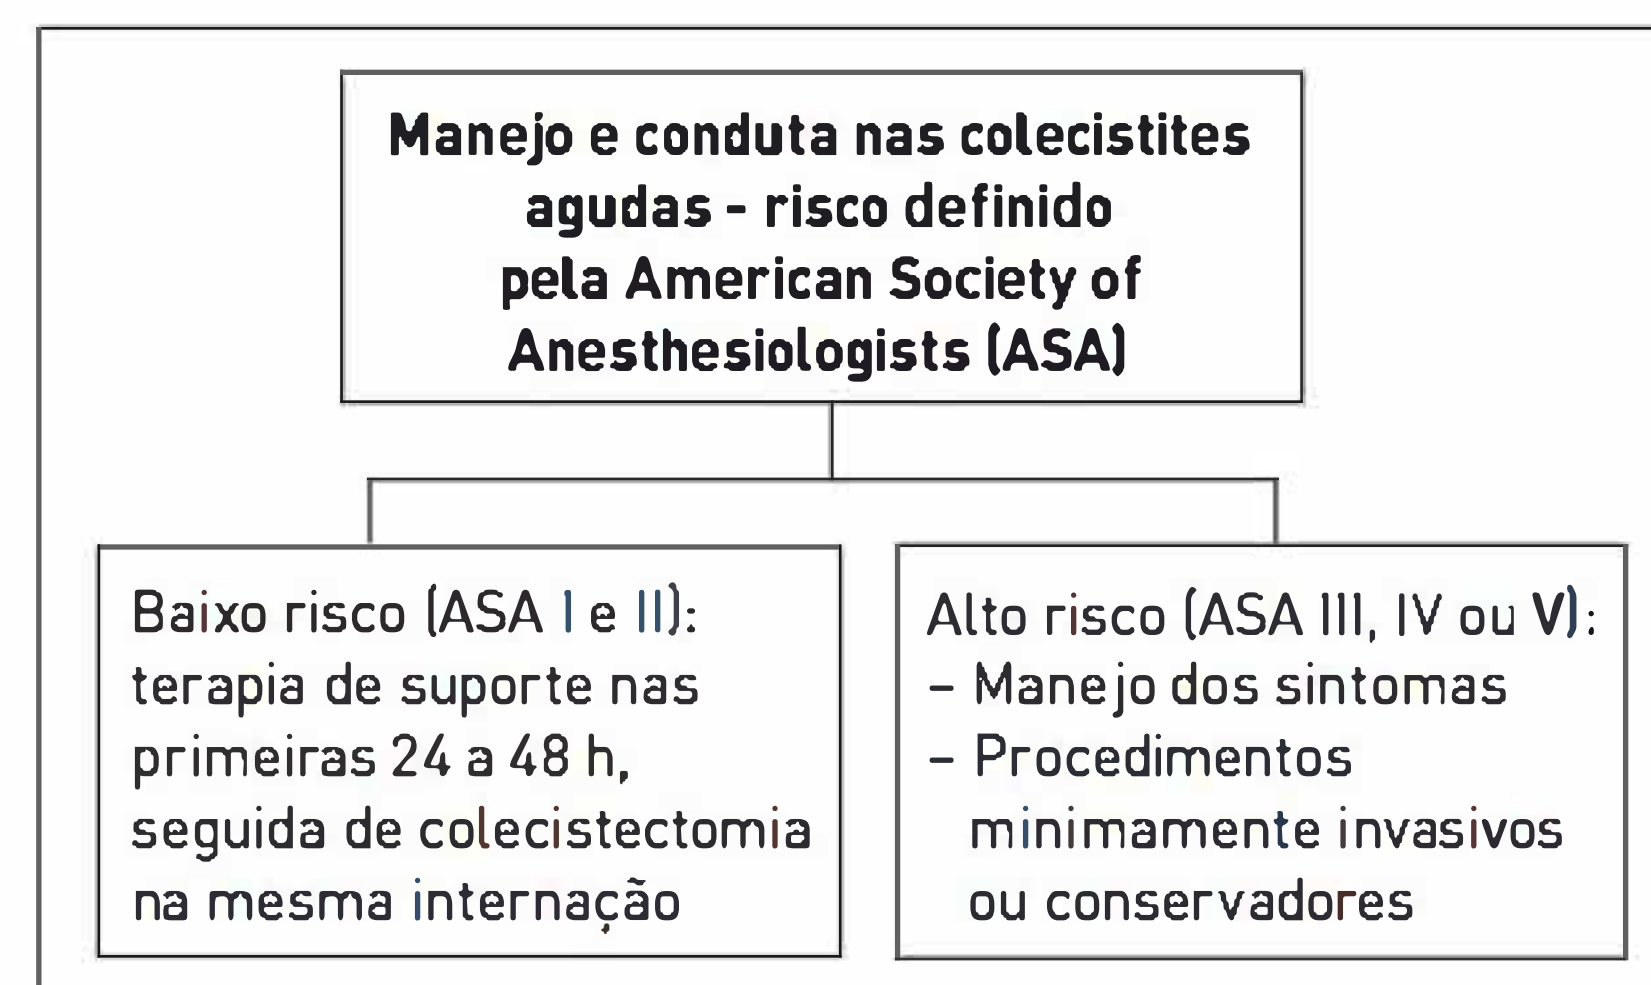 Manejo e conduta nas colecistites
agudas - risco definido
pela American Society of
Anesthesiologists (ASA)
Baixo risco (ASA I e II):
terapia de suporte nas
primeiras 24 a 48 h,
seguida de colecistectomia
na mesma internação
Alto risco (ASA III, IV ou V):
– Manejo dos sintomas
– Procedimentos
minimamente invasivos
ou conservadores